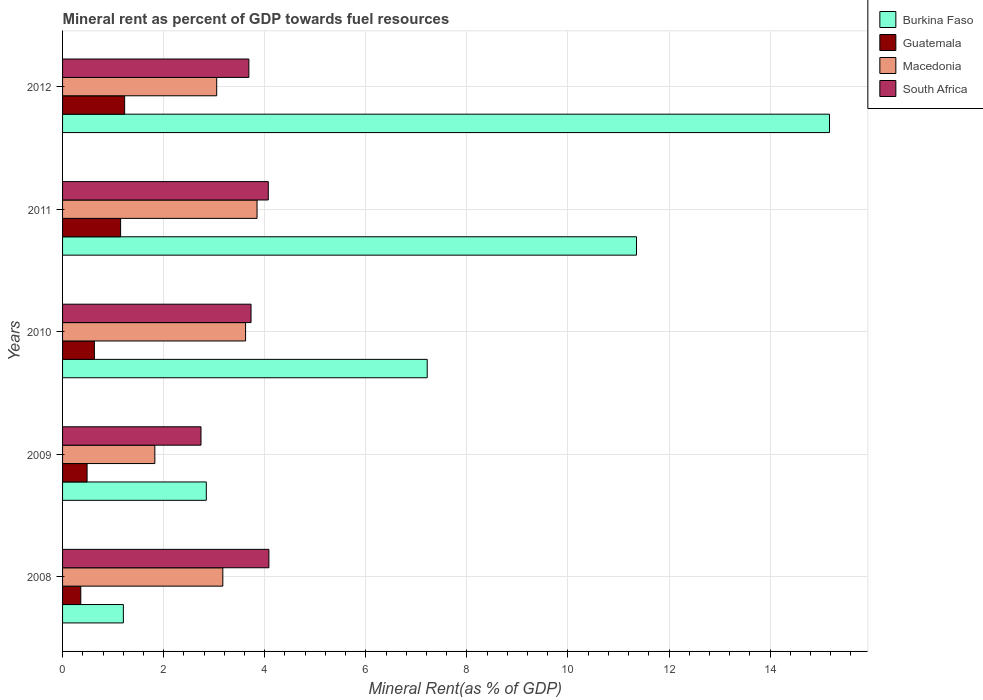 Mineral rent as percent of GDP towards fuel resources
Burkina Faso
Guatemala
Macedonia
South Africa
2012
2011
2010
2009
2008
Years
0 2 4 6 8 10 12 14
Mineral Rent(as % of GDP)